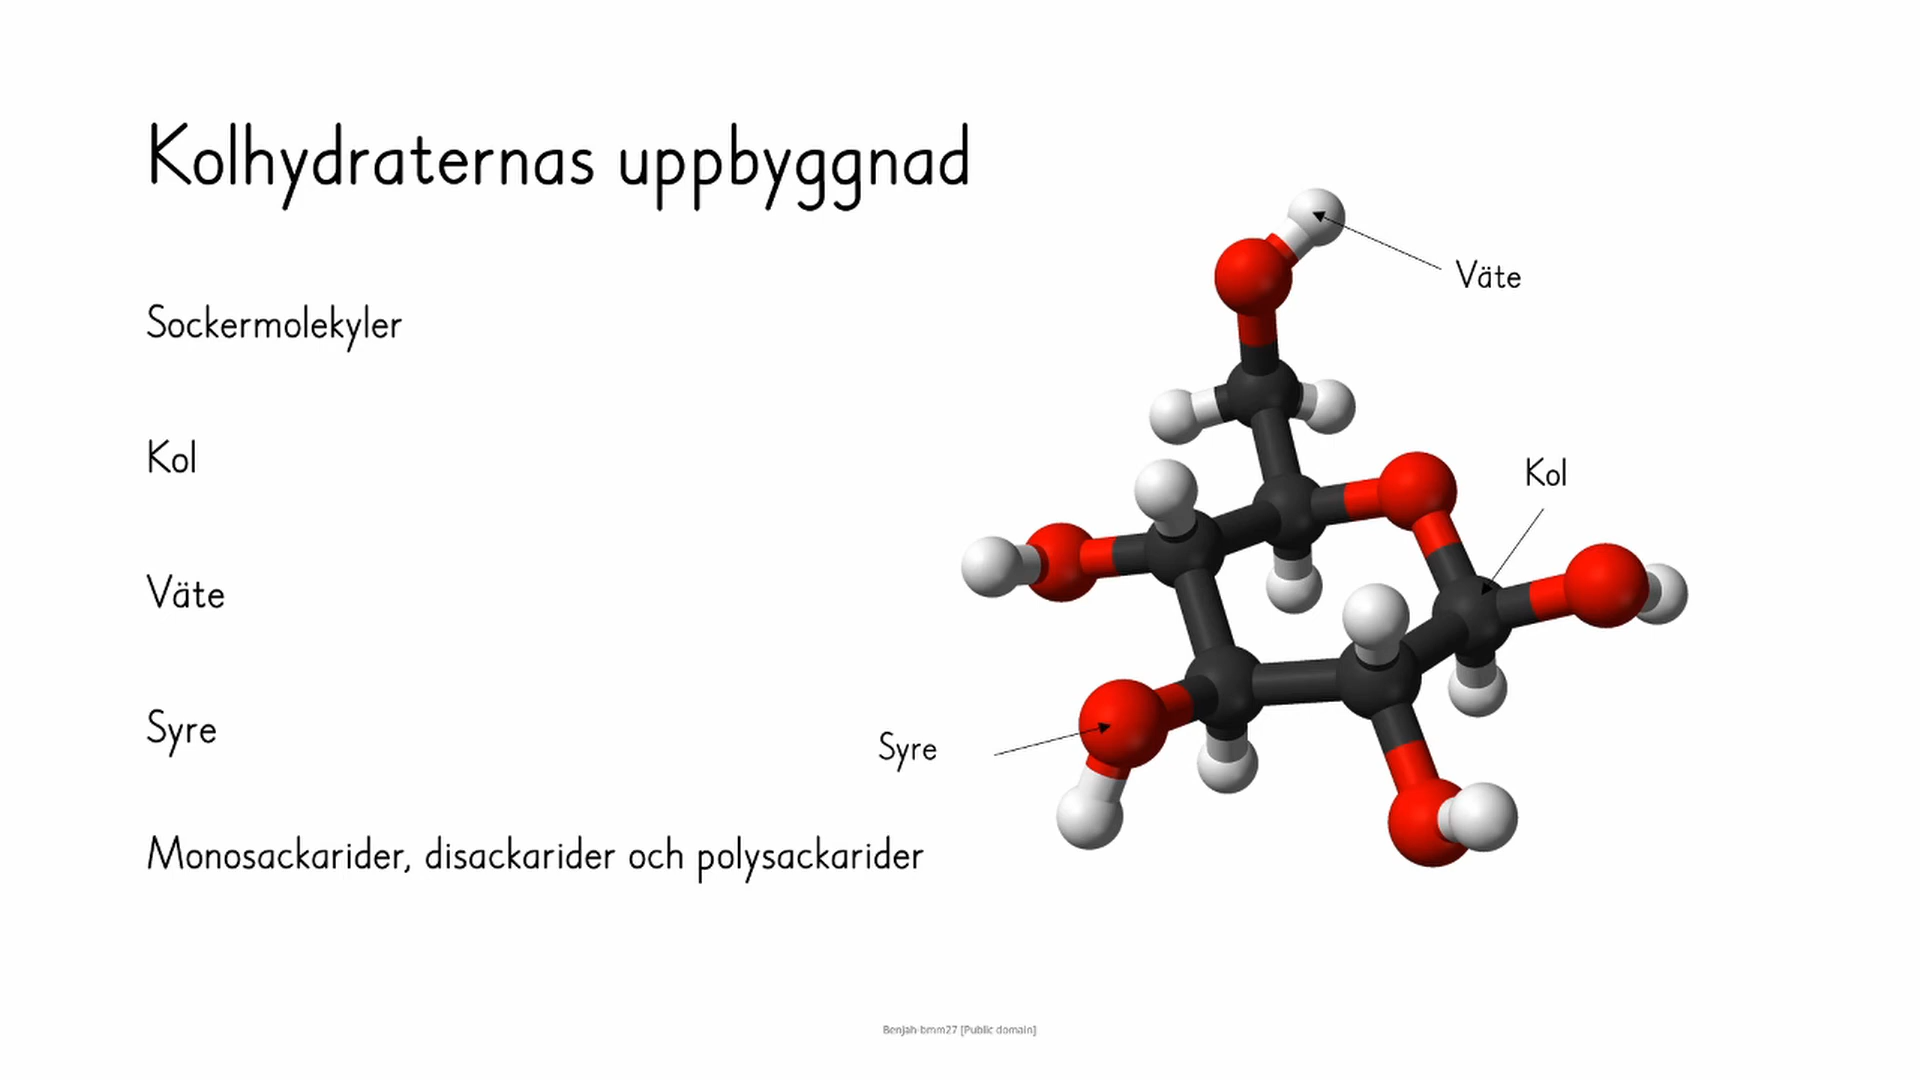 Kolhydraternas uppbyggnad
Sockermolekyler
Kol
Väte
Syre
Monosackarider, disackarider och polysackarider
Väte
Kol
Syre
Benjah-bmm27 [Public domain]